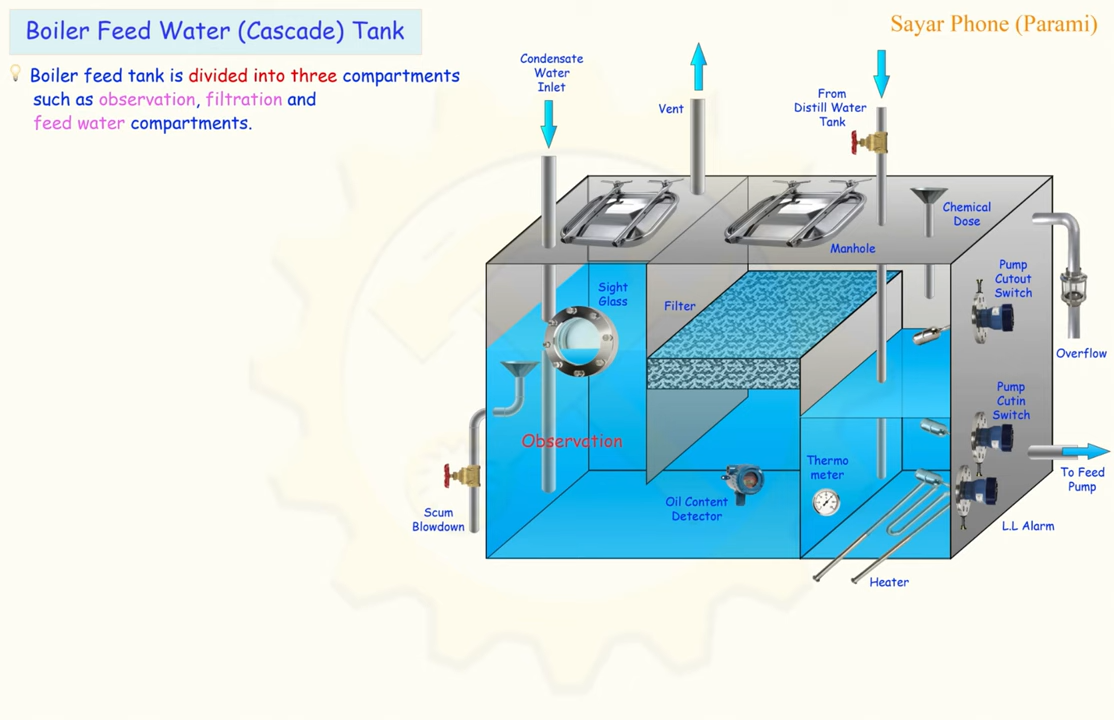 Boiler Feed Water (Cascade) Tank
Sayar Phone (Parami)
Boiler feed tank is divided into three compartments
such as observation, filtration and
feed water compartments.
Condensate
Water
Inlet
Vent
From
Distill Water
Tank
Chemical
Dose
Manhole
Pump
Cutout
Switch
Sight
Glass
Filter
Overflow
Pump
Cutin
Switch
Observation
Thermo
meter
To Feed
Pump
Oil Content
Detector
Scum
Blowdown
L.L Alarm
Heater